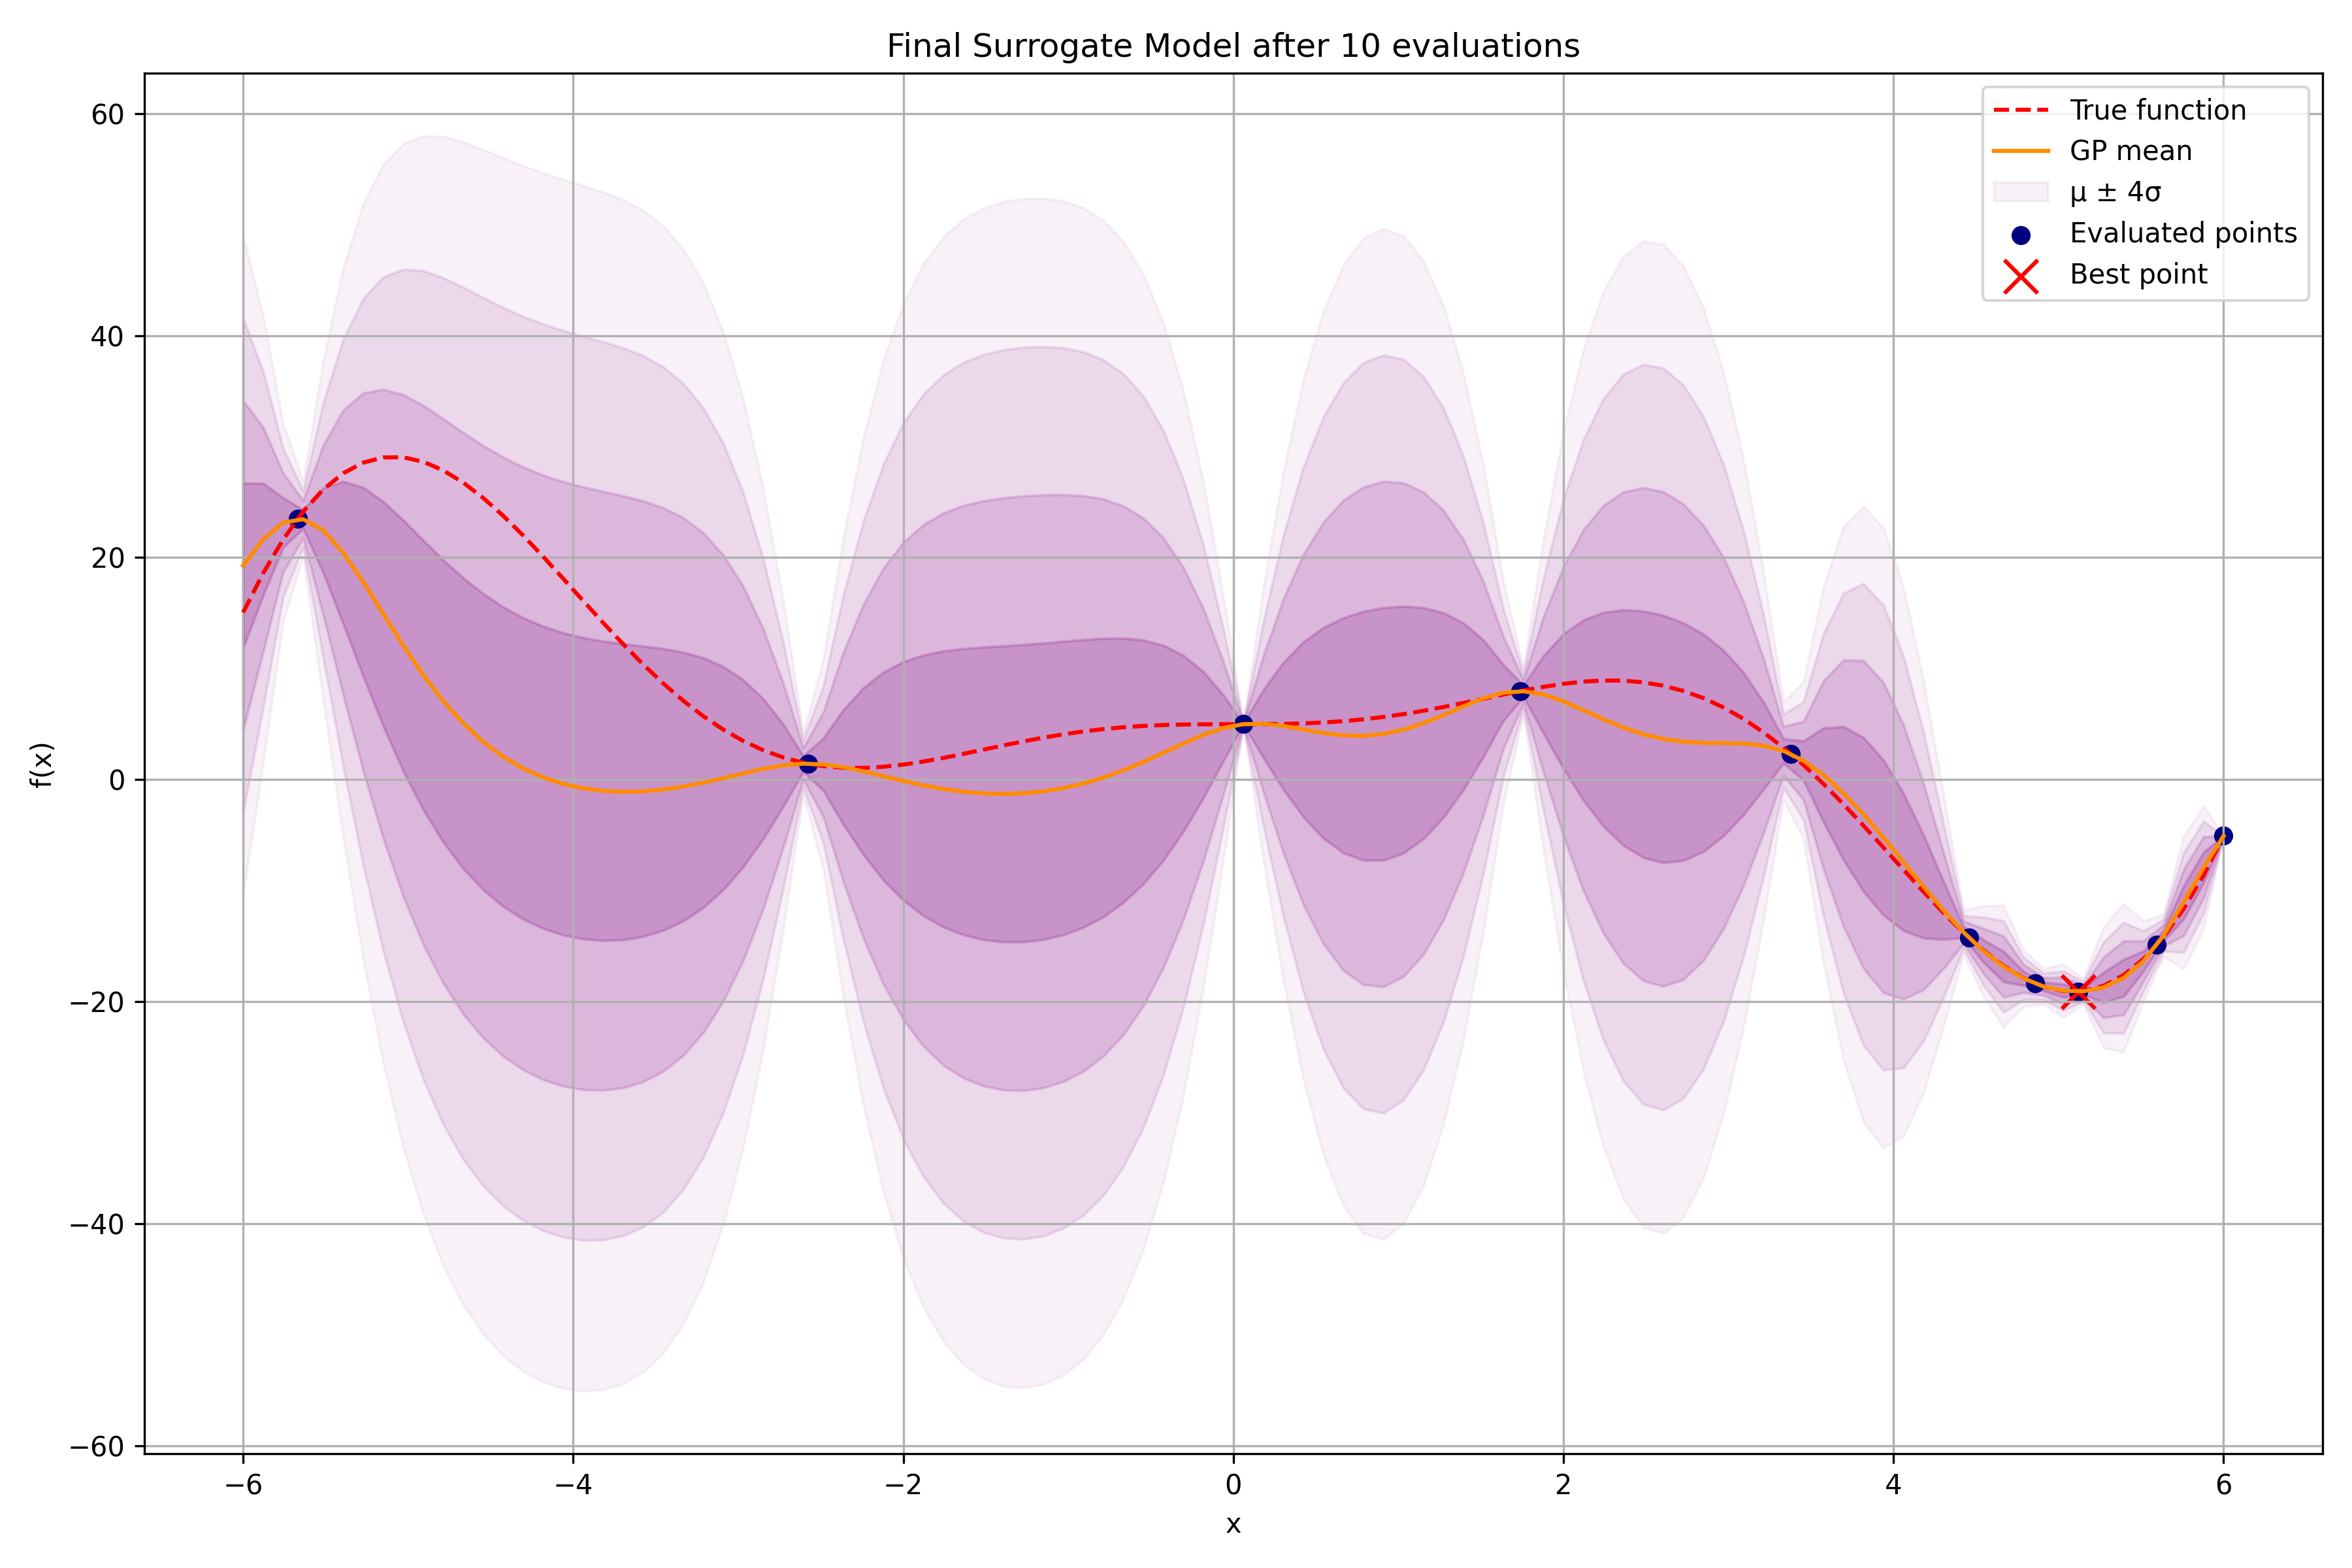 Final Surrogate Model after 10 evaluations
True function
GP mean
μ ± 4σ
Evaluated points
Best point
60
40
20
0
−20
−40
−60
f(x)
−6
−4
−2
0
2
4
6
x